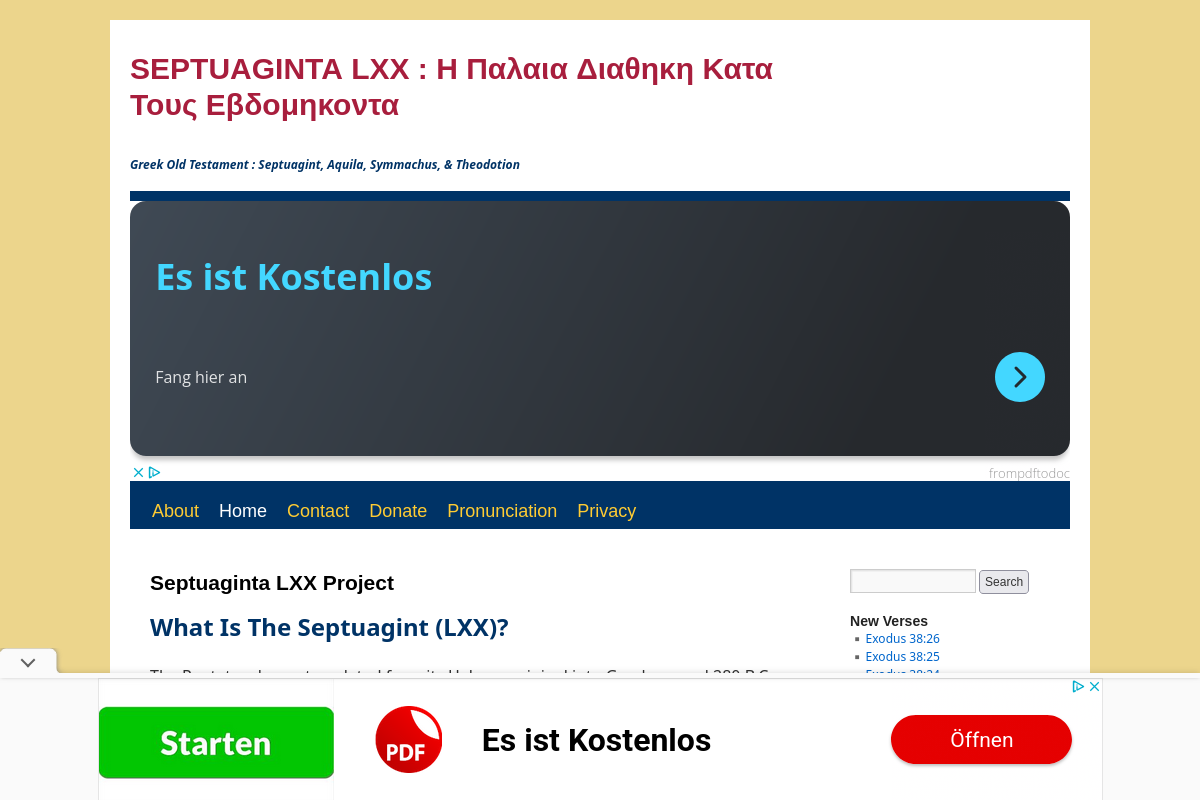 SEPTUAGINTA LXX : Η Παλαια Διαθηκη Κατα
Τους Εβδομηκοντα
Greek Old Testament : Septuagint, Aquila, Symmachus, & Theodotion
Es ist Kostenlos
Fang hier an
frompdftodoc
About Home Contact Donate Pronunciation Privacy
Septuaginta LXX Project
Search
What Is The Septuagint (LXX)?
New Verses
Exodus 38:26
Exodus 38:25
Starten
PDF
Es ist Kostenlos
Öffnen